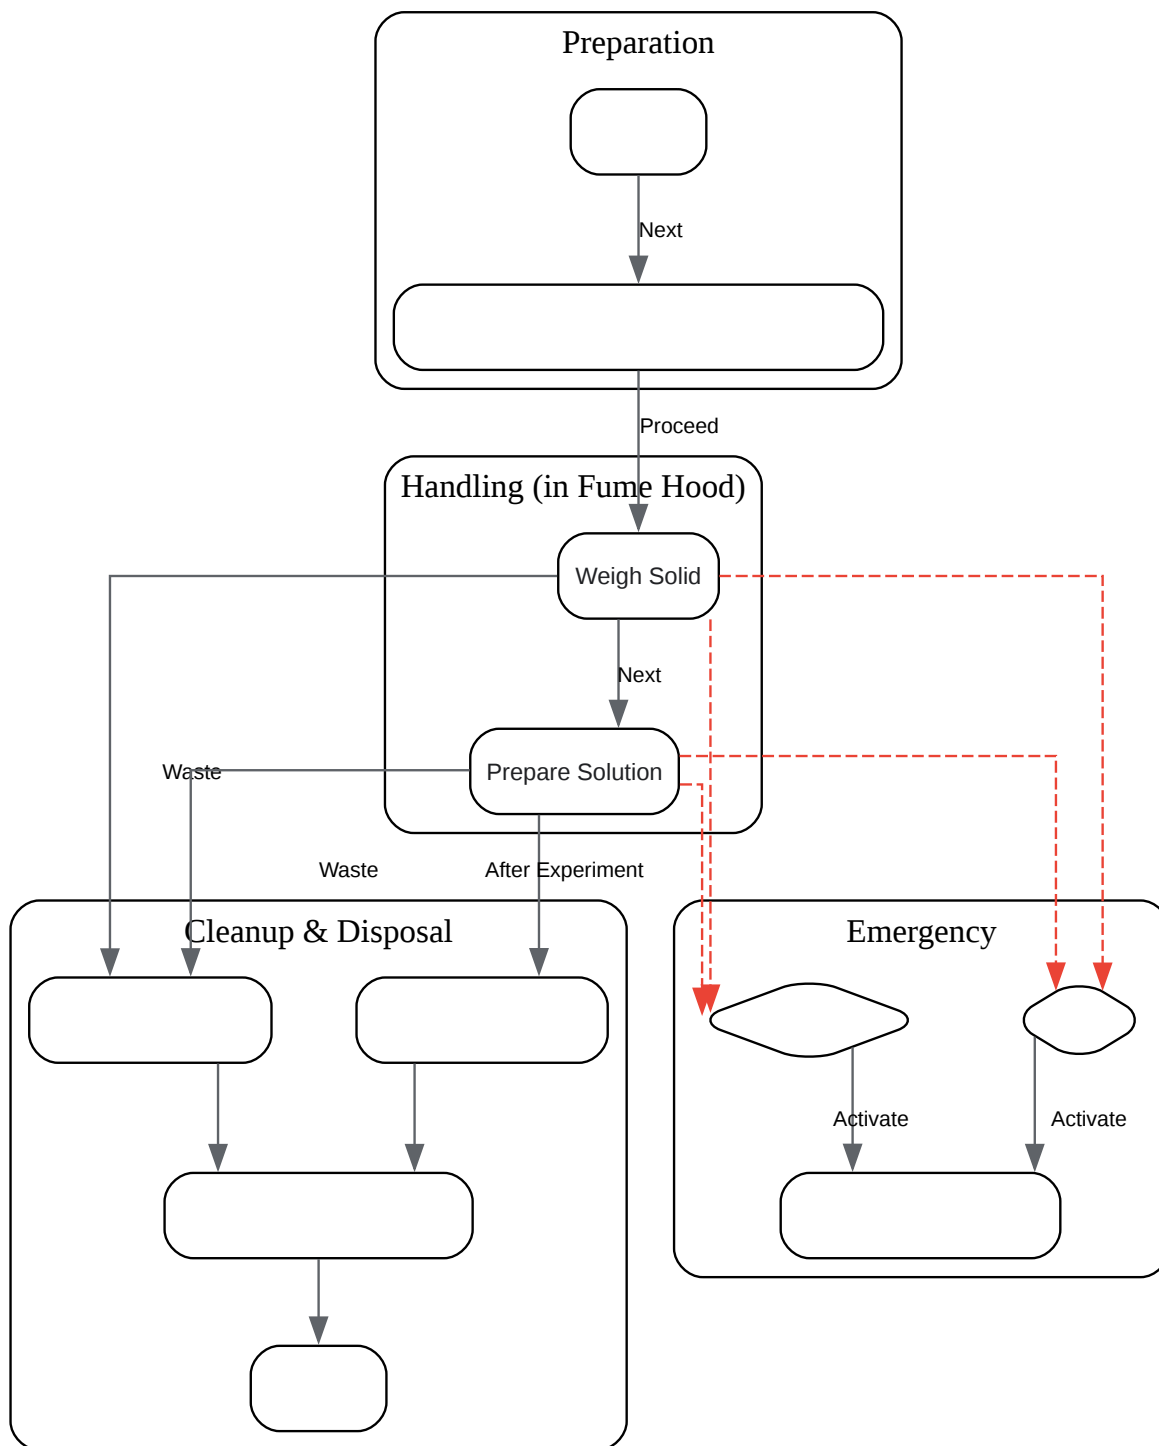 Preparation
Next
Proceed
Handling (in Fume Hood)
Weigh Solid
Next
Prepare Solution
Waste
Waste
After Experiment
Cleanup & Disposal
Emergency
Activate
Activate